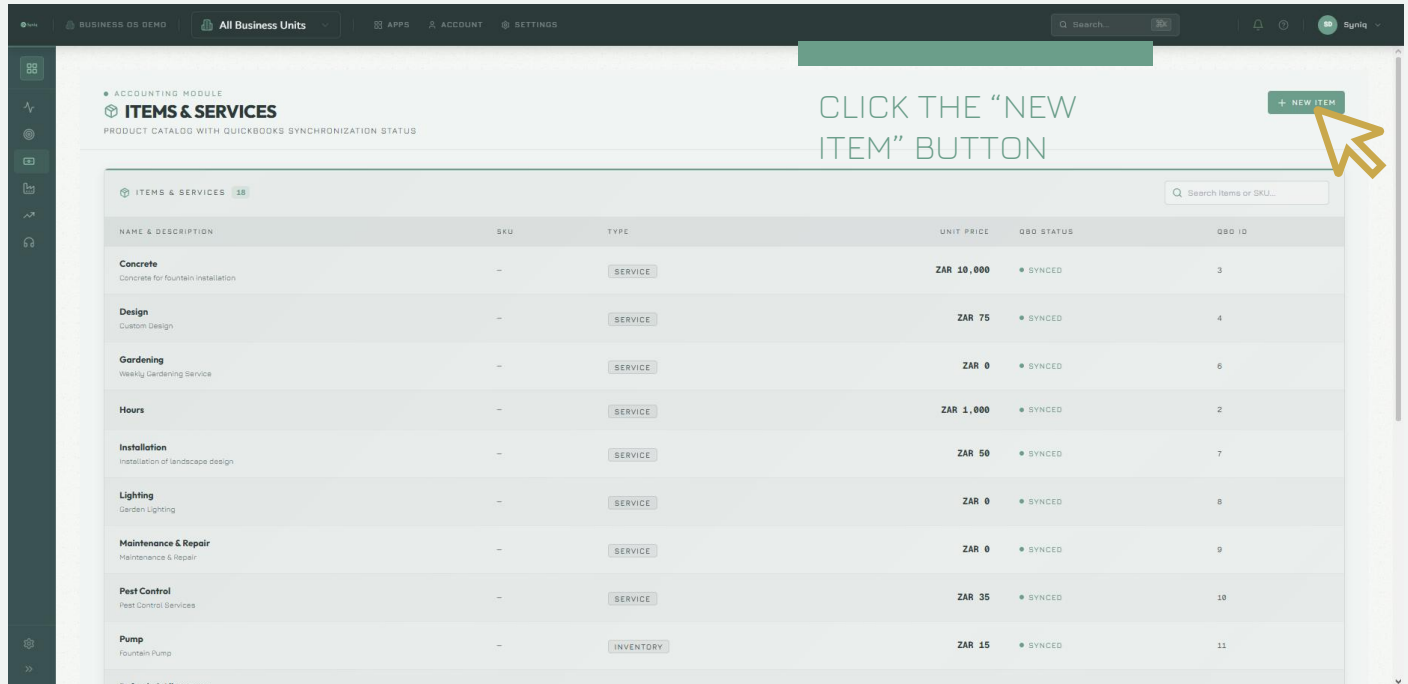 Syniq
BUSINESS OS DEMO
All Business Units
APPS
ACCOUNT
SETTINGS
Search...
⌘K
SD
Syniq
ACCOUNTING MODULE
ITEMS & SERVICES
PRODUCT CATALOG WITH QUICKBOOKS SYNCHRONIZATION STATUS
CLICK THE “NEW
ITEM” BUTTON
+ NEW ITEM
ITEMS & SERVICES 18
Search Items or SKU...
NAME & DESCRIPTION SKU TYPE UNIT PRICE QBO STATUS QBO ID
Concrete
Concrete for fountain installation
– SERVICE ZAR 10,000 SYNCED 3
Design
Custom Design
– SERVICE ZAR 75 SYNCED 4
Gardening
Weekly Gardening Service
– SERVICE ZAR 0 SYNCED 6
Hours
– SERVICE ZAR 1,000 SYNCED 2
Installation
Installation of landscape design
– SERVICE ZAR 50 SYNCED 7
Lighting
Garden Lighting
– SERVICE ZAR 0 SYNCED 8
Maintenance & Repair
Maintenance & Repair
– SERVICE ZAR 0 SYNCED 9
Pest Control
Pest Control Services
– SERVICE ZAR 35 SYNCED 10
Pump
Fountain Pump
– INVENTORY ZAR 15 SYNCED 11